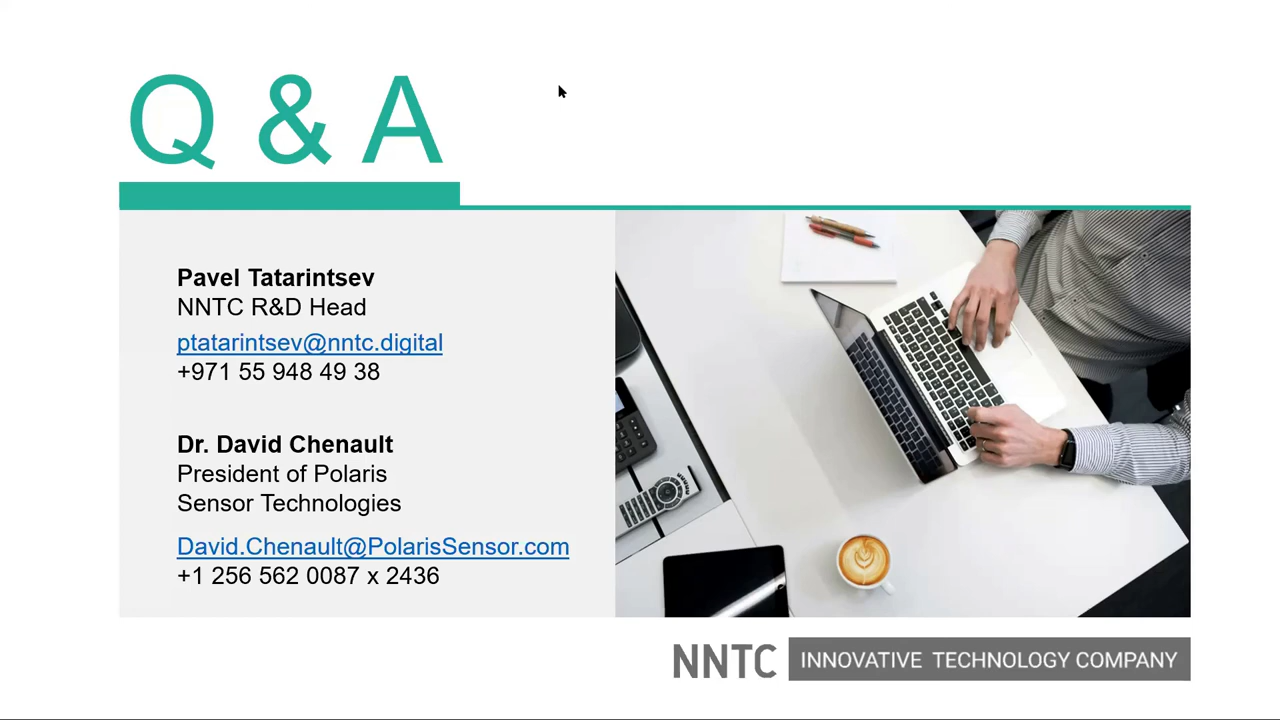 Q & A
Pavel Tatarintsev
NNTC R&D Head
ptatarintsev@nntc.digital
+971 55 948 49 38
Dr. David Chenault
President of Polaris
Sensor Technologies
David.Chenault@PolarisSensor.com
+1 256 562 0087 x 2436
NNTC INNOVATIVE TECHNOLOGY COMPANY